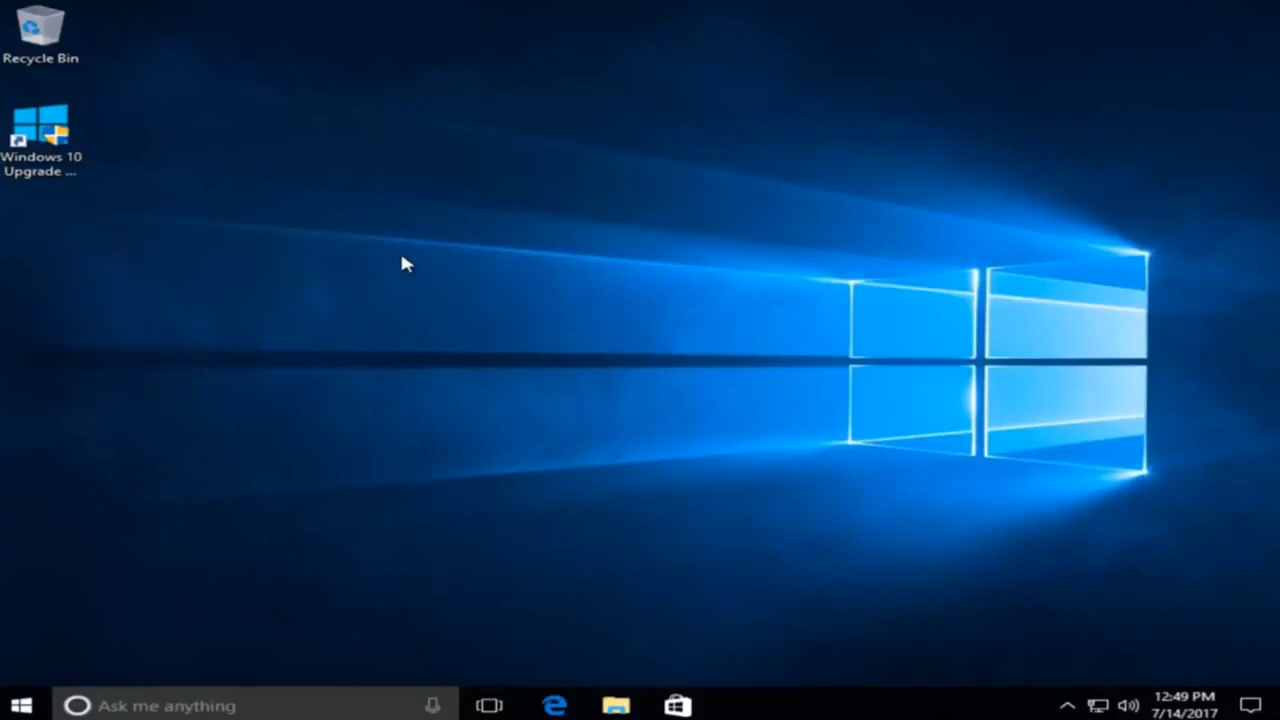 Recycle Bin
Windows 10
Upgrade ...
Ask me anything
12:49 PM
7/14/2017